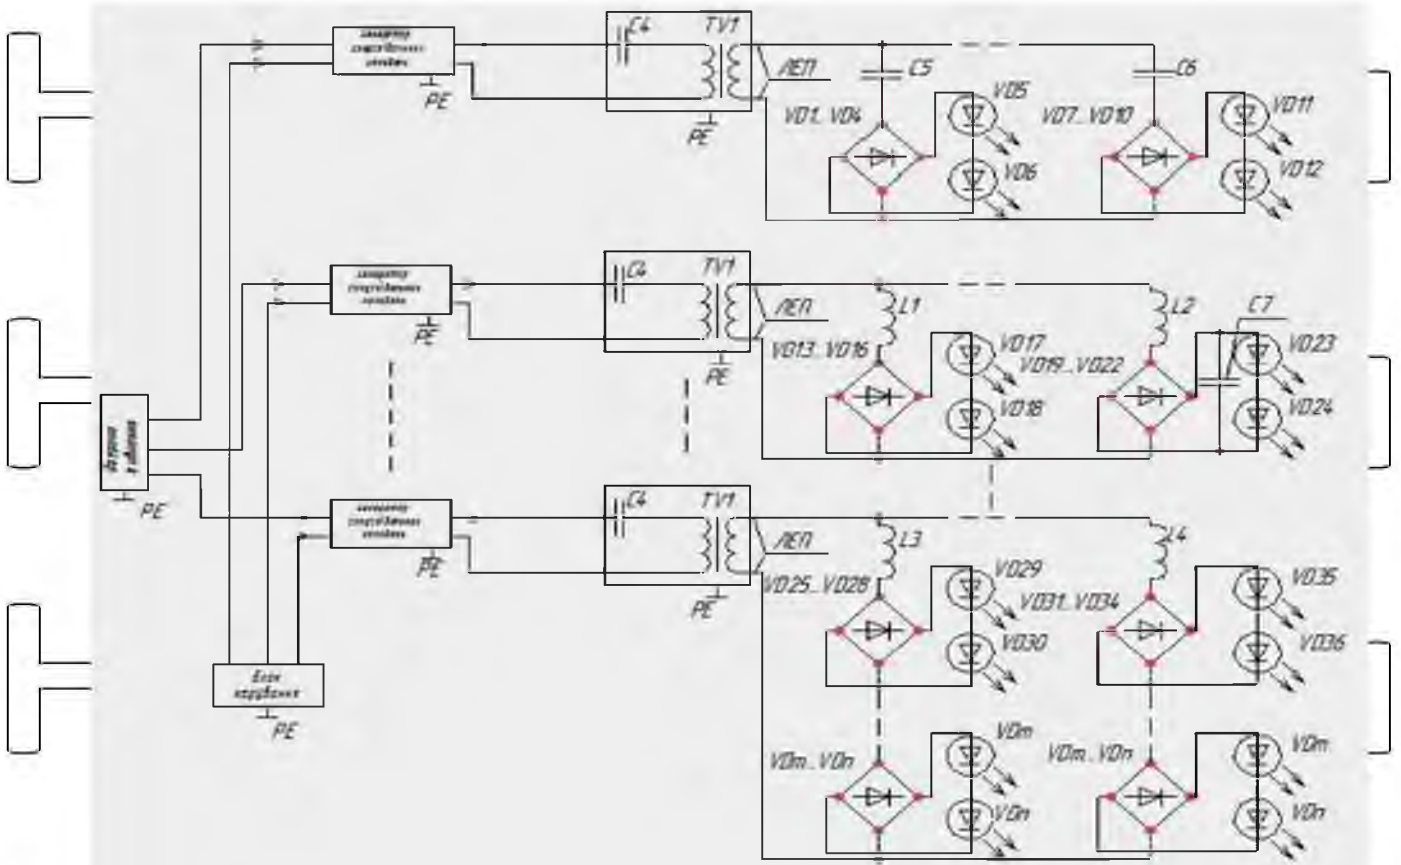 C4
TV1
PE
PE
ЛЕП
C5
C6
VD1...VD4
VD5
VD6
VD7...VD10
VD11
VD12
C4
TV1
PE
PE
ЛЕП
L1
L2
C7
VD13...VD16
VD17
VD18
VD19...VD22
VD23
VD24
PE
C4
TV1
PE
PE
ЛЕП
L3
L4
VD25...VD28
VD29
VD30
VD31...VD34
VD35
VD36
Блок
керування
PE
VDm...VDn
VDm
VDn
VDm...VDn
VDm
VDn